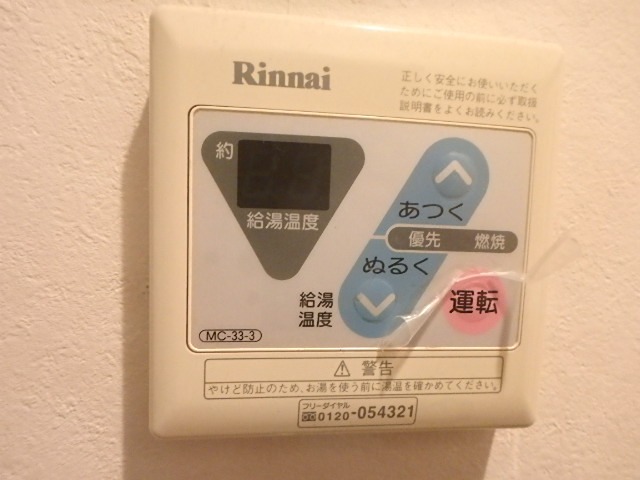 Rinnai
正しく安全にお使いいただく
ためにご使用の前に必ず取扱
説明書をよくお読みください。
約
給湯温度
あつく
優先 燃焼
ぬるく
給湯
温度
運転
MC-33-3
⚠ 警告
やけど防止のため、お湯を使う前に湯温を確かめてください。
フリーダイヤル
0120-054321